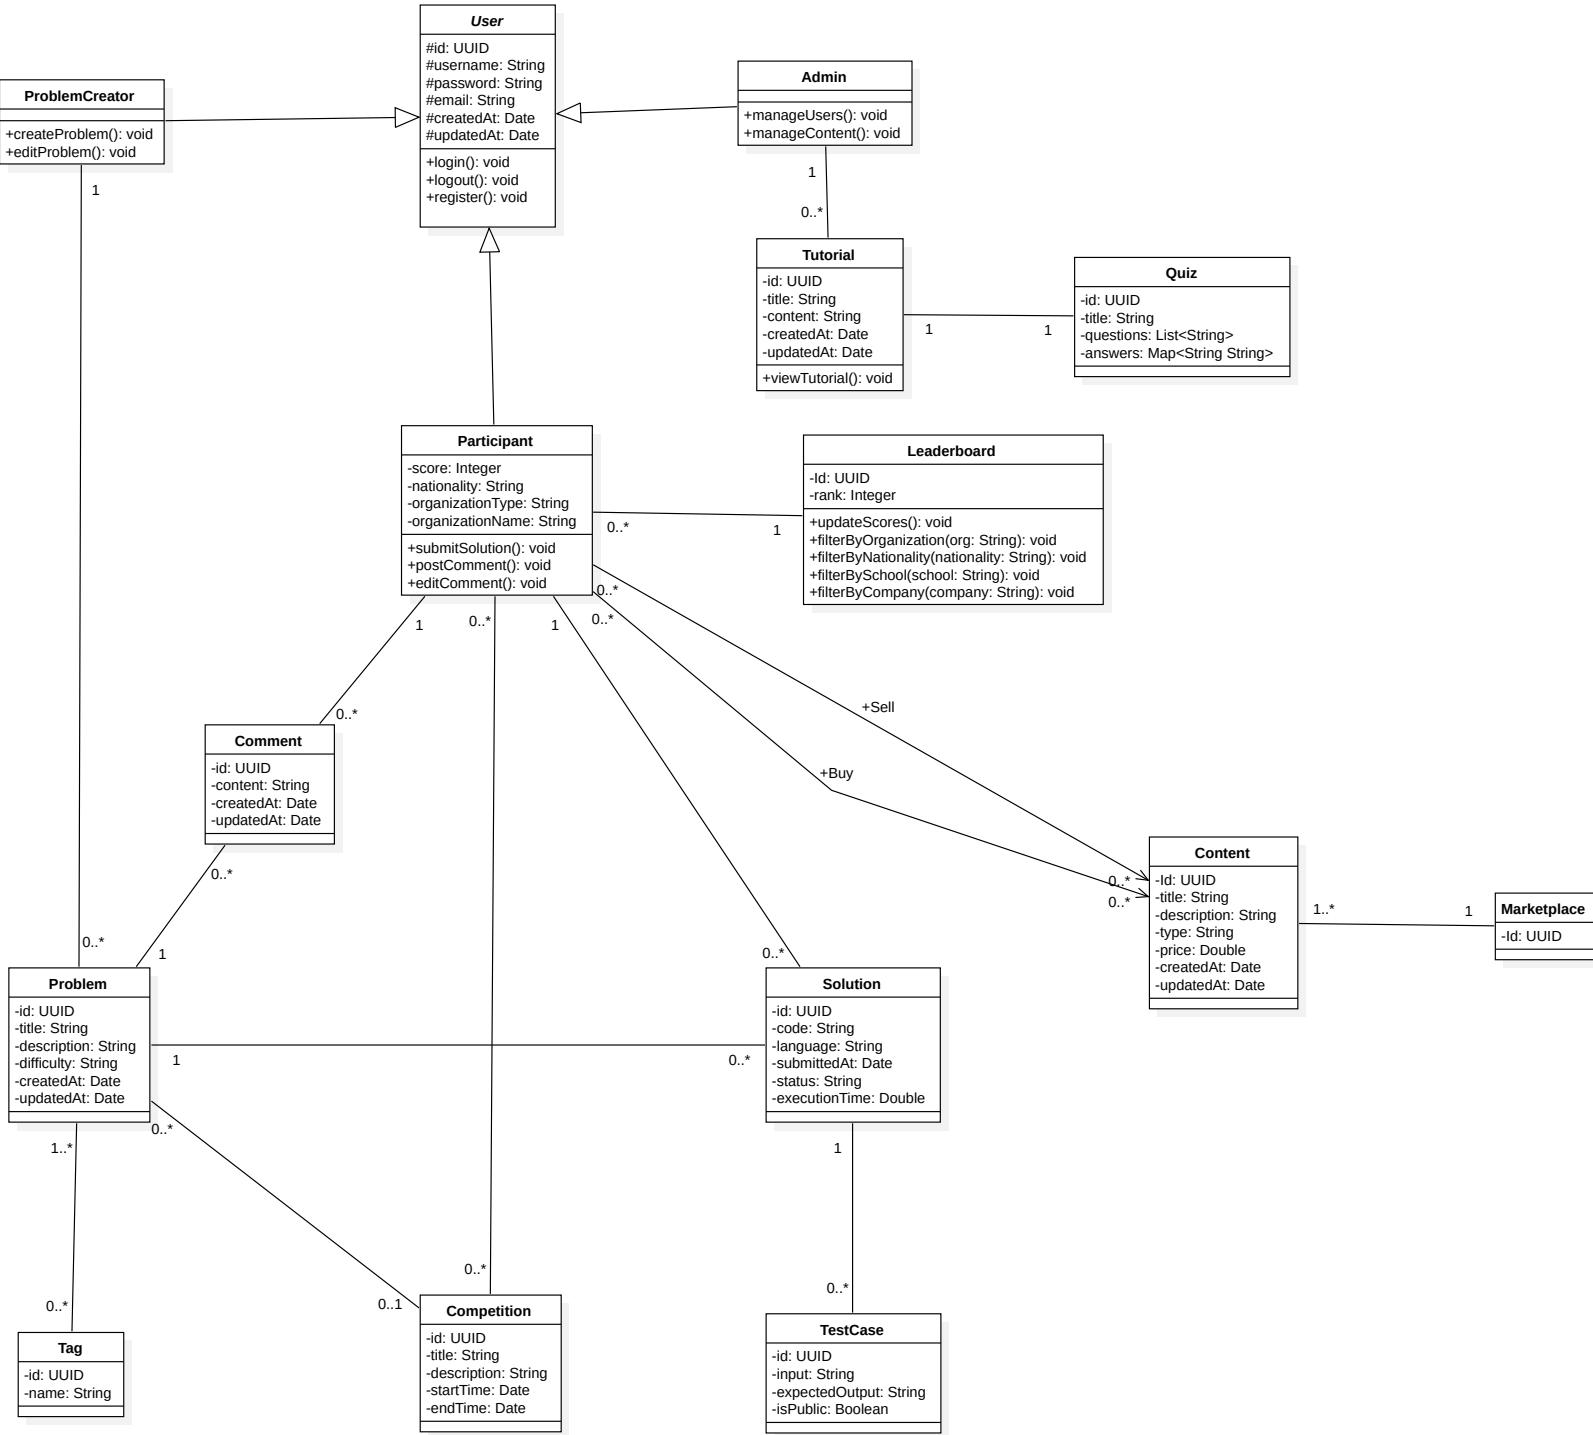 User
#id: UUID
#username: String
#password: String
#email: String
#createdAt: Date
#updatedAt: Date
+login(): void
+logout(): void
+register(): void
ProblemCreator
+createProblem(): void
+editProblem(): void
1
Admin
+manageUsers(): void
+manageContent(): void
1
0..*
Tutorial
-id: UUID
-title: String
-content: String
-createdAt: Date
-updatedAt: Date
+viewTutorial(): void
1
1
Quiz
-id: UUID
-title: String
-questions: List<String>
-answers: Map<String String>
Participant
-score: Integer
-nationality: String
-organizationType: String
-organizationName: String
+submitSolution(): void
+postComment(): void
+editComment(): void
0..*
1
Leaderboard
-Id: UUID
-rank: Integer
+updateScores(): void
+filterByOrganization(org: String): void
+filterByNationality(nationality: String): void
+filterBySchool(school: String): void
+filterByCompany(company: String): void
1
0..*
1
0..*
0..*
+Sell
+Buy
0..*
Comment
-id: UUID
-content: String
-createdAt: Date
-updatedAt: Date
0..*
0..*
1
0..*
0..*
0..*
Content
-Id: UUID
-title: String
-description: String
-type: String
-price: Double
-createdAt: Date
-updatedAt: Date
1..*
1
Marketplace
-Id: UUID
Problem
-id: UUID
-title: String
-description: String
-difficulty: String
-createdAt: Date
-updatedAt: Date
1
0..*
Solution
-id: UUID
-code: String
-language: String
-submittedAt: Date
-status: String
-executionTime: Double
1..*
0..*
1
0..*
0..*
0..1
0..*
Tag
-id: UUID
-name: String
Competition
-id: UUID
-title: String
-description: String
-startTime: Date
-endTime: Date
TestCase
-id: UUID
-input: String
-expectedOutput: String
-isPublic: Boolean